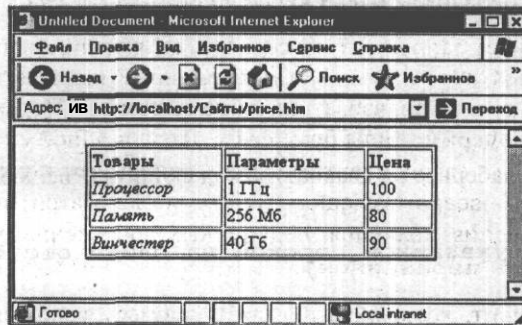 Untitled Document - Microsoft Internet Explorer
Файл Правка Вид Избранное Сервис Справка
Назад Поиск Избранное »
Адрес: ИВ http://localhost/Сайты/price.htm Переход
Товары Параметры Цена
Процессор 1 ГГц 100
Память 256 Мб 80
Винчестер 40 Гб 90
Готово Local intranet